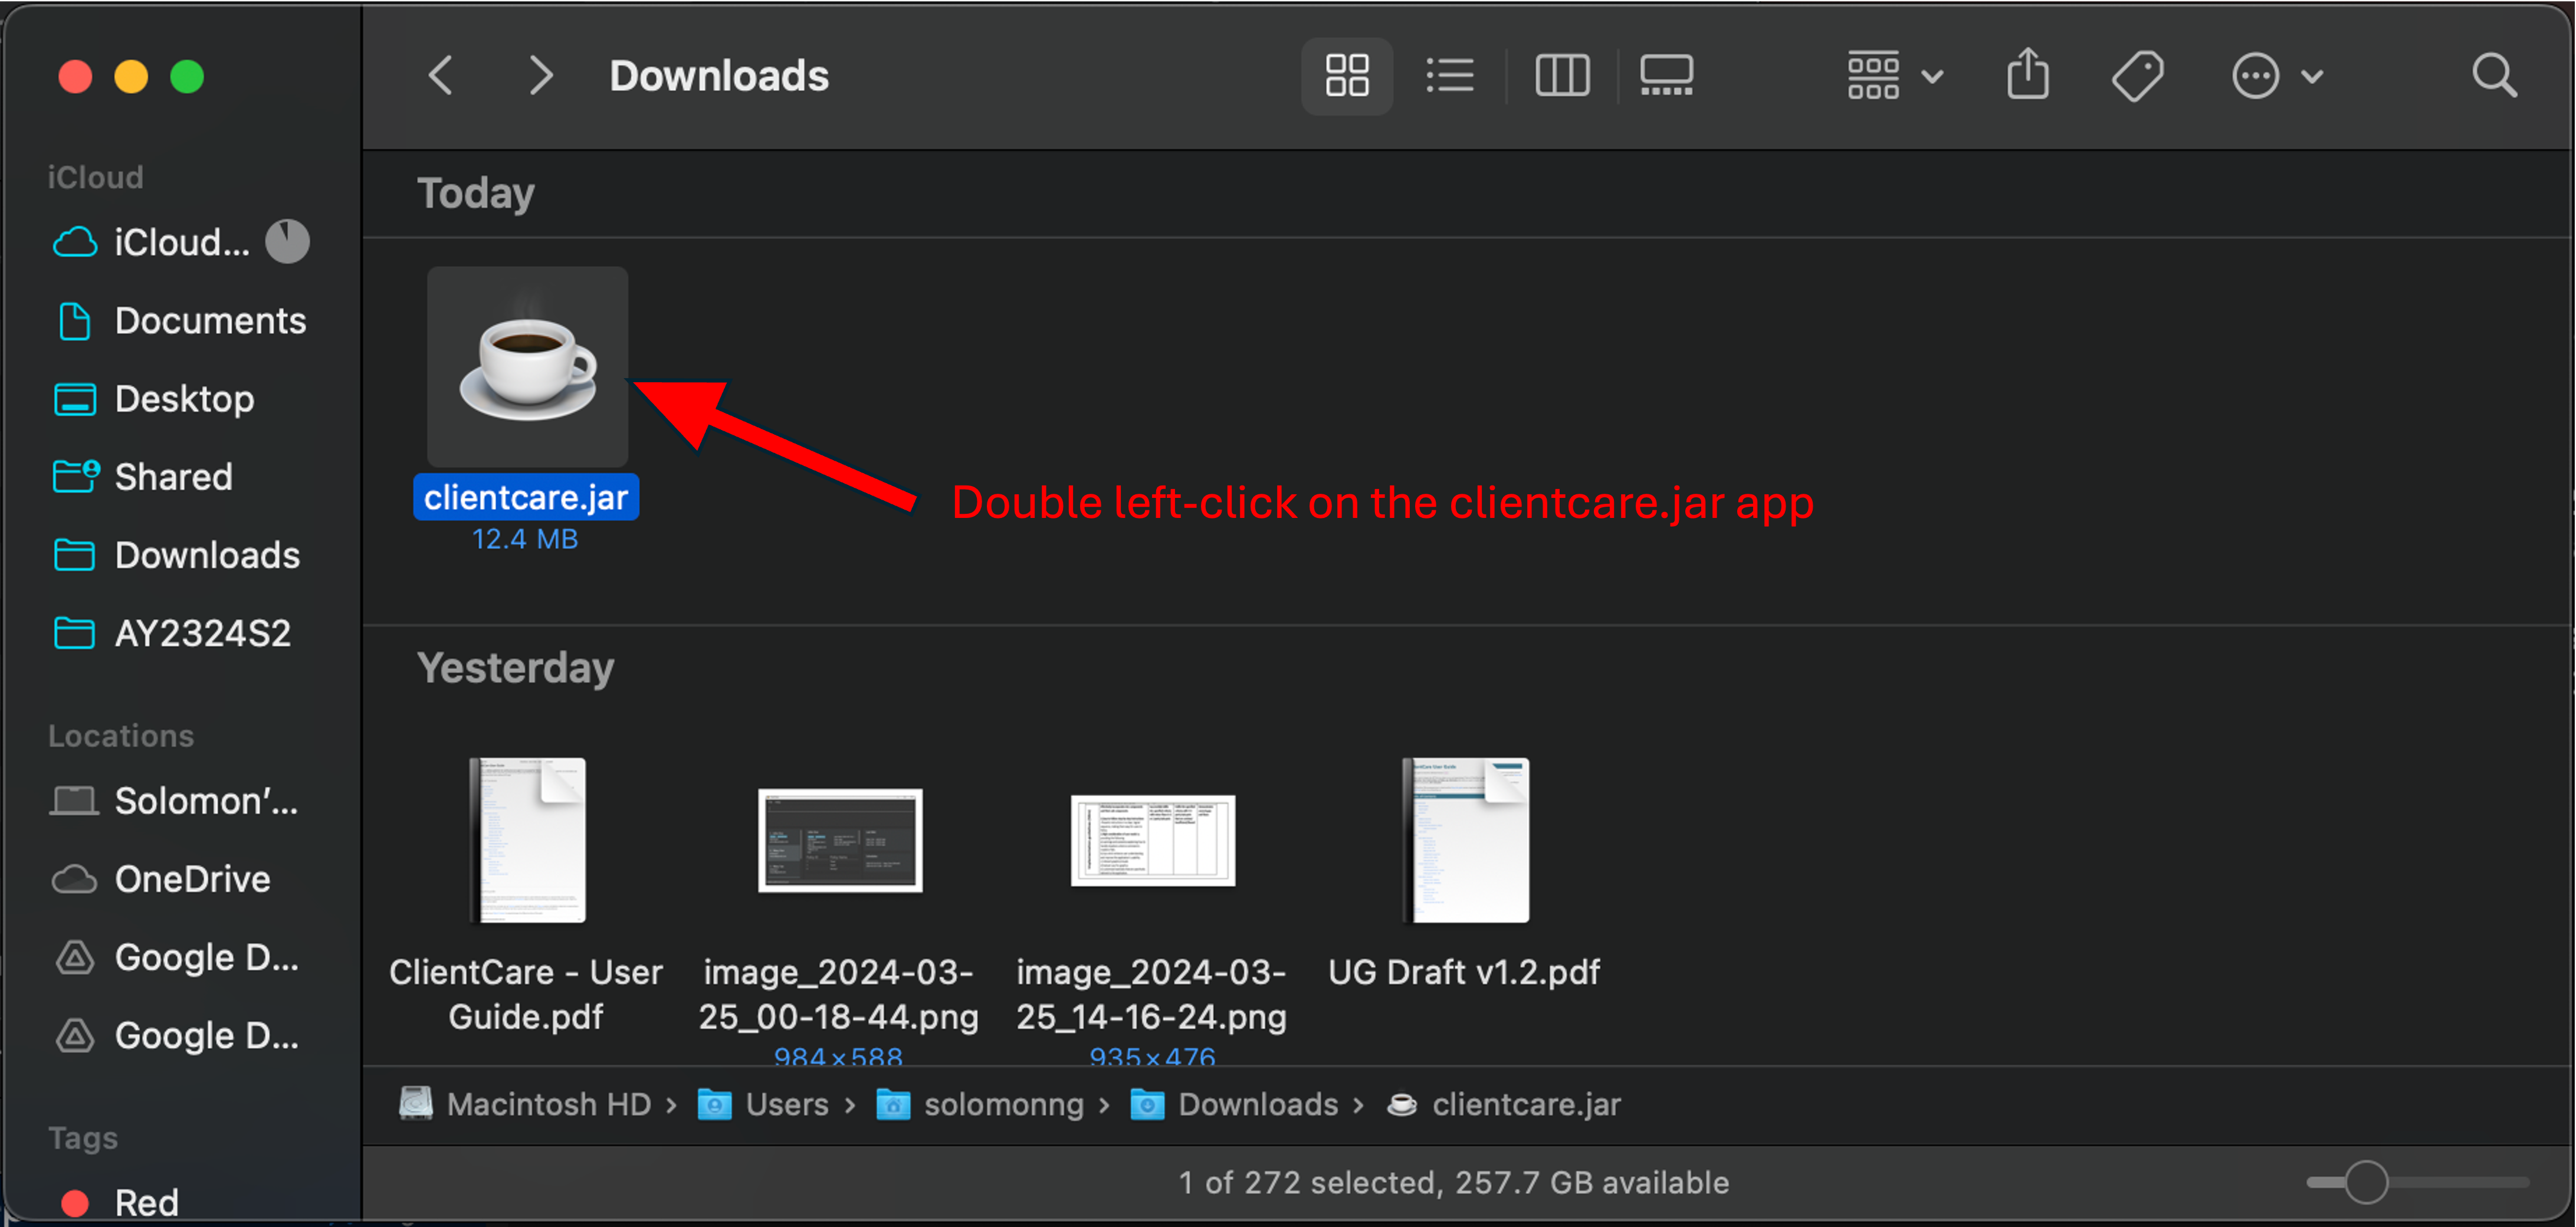 Downloads
iCloud
iCloud...
Documents
Desktop
Shared
Downloads
AY2324S2
Locations
Solomon’...
OneDrive
Google D...
Google D...
Tags
Red
Today
clientcare.jar
12.4 MB
Double left-click on the clientcare.jar app
Yesterday
ClientCare - User
Guide.pdf
image_2024-03-
25_00-18-44.png
984×588
image_2024-03-
25_14-16-24.png
935×476
UG Draft v1.2.pdf
Macintosh HD › Users › solomonng › Downloads › clientcare.jar
1 of 272 selected, 257.7 GB available